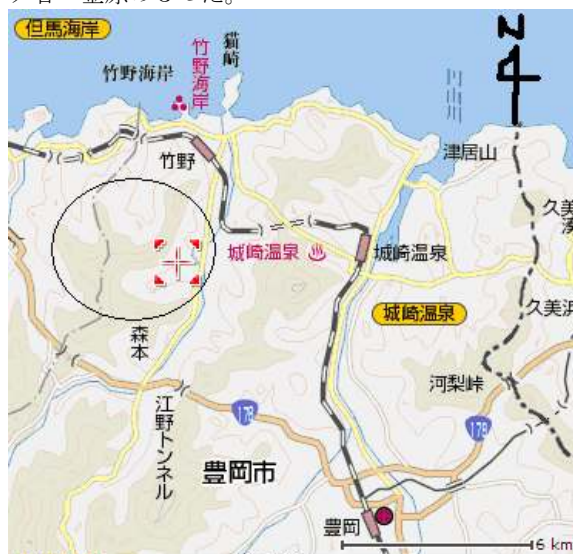 但馬海岸
N
猫崎
竹野海岸
竹野海岸
円山川
津居山
竹野
久美
湊
城崎温泉
城崎温泉
久美浜
城崎温泉
森本
河梨峠
178
178
江野トンネル
豊岡市
豊岡
6 km